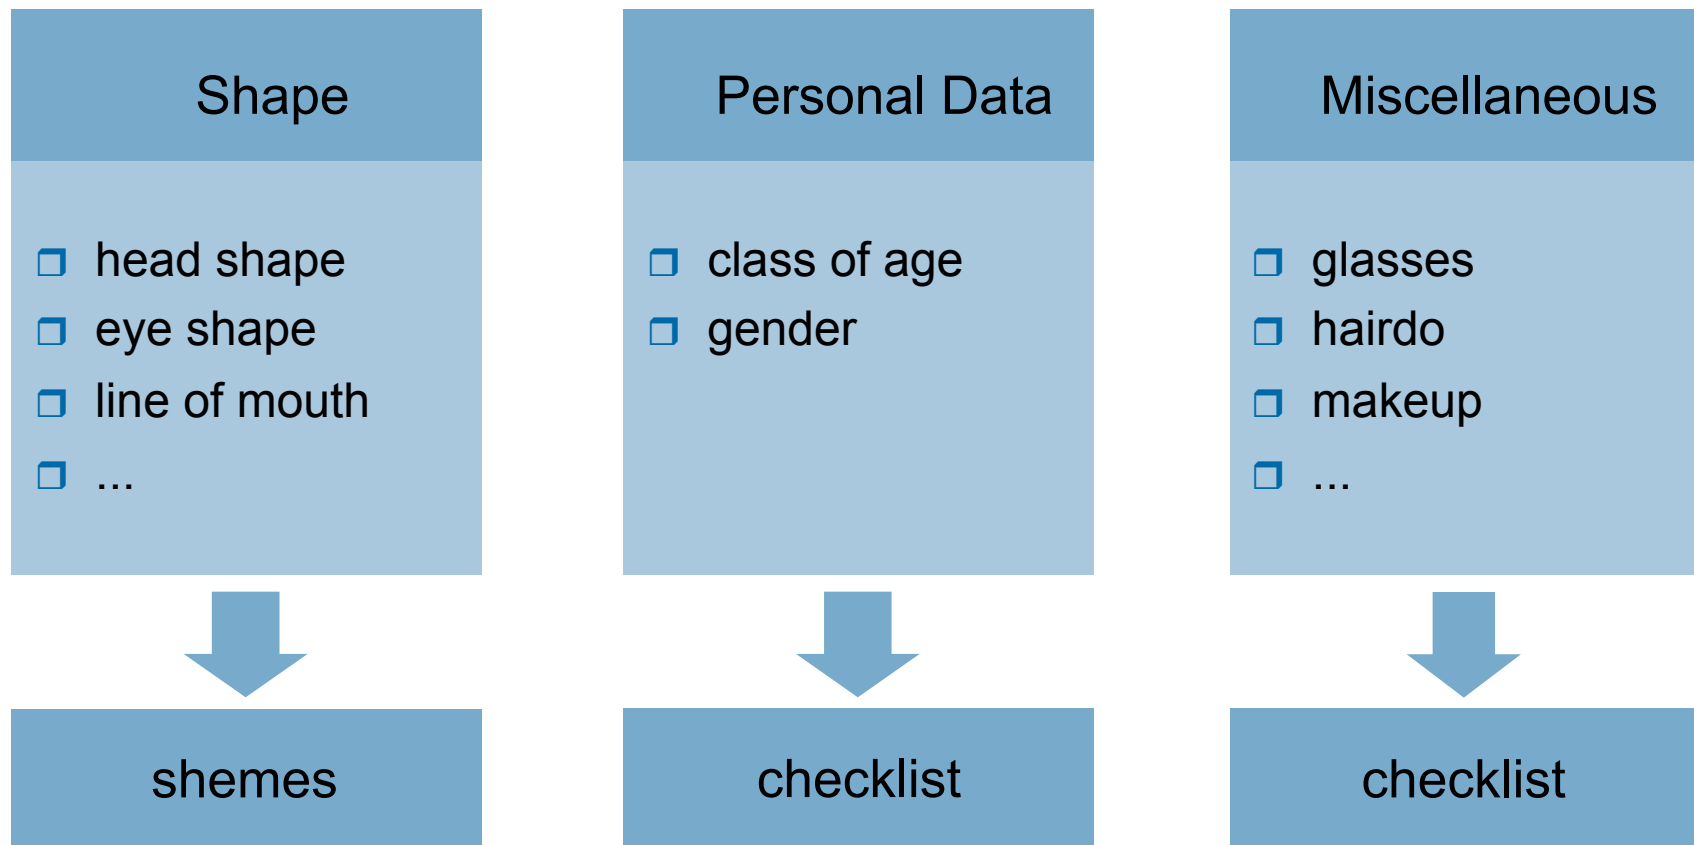 Shape
head shape
eye shape
line of mouth
...
shemes
Personal Data
class of age
gender
checklist
Miscellaneous
glasses
hairdo
makeup
...
checklist